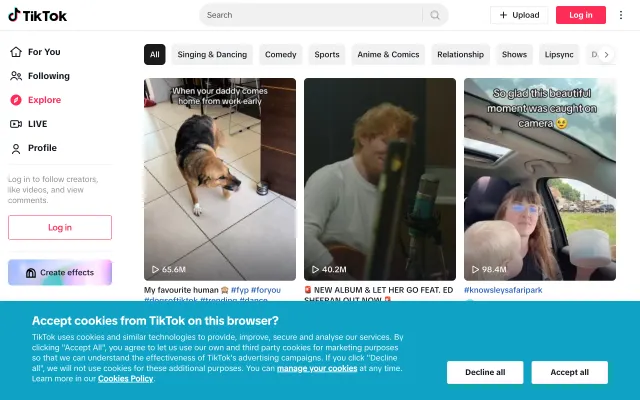 TikTok
Search
+ Upload
Log in
For You
Following
Explore
LIVE
Profile
Log in to follow creators,
like videos, and view
comments.
Log in
Create effects
All
Singing & Dancing
Comedy
Sports
Anime & Comics
Relationship
Shows
Lipsync
When your daddy comes
home from work early
65.6M
My favourite human 🙊 #fyp #foryou
#dogsoftiktok #trending #dance
40.2M
🚨 NEW ALBUM & LET HER GO FEAT. ED
SHEERAN OUT NOW 🚨
So glad this beautiful
moment was caught on
camera 😉
98.4M
#knowsleysafaripark
Accept cookies from TikTok on this browser?
TikTok uses cookies and similar technologies to provide, improve, secure and analyse our services. By
clicking "Accept All", you agree to let us use our own and third party cookies for marketing purposes
so that we can understand the effectiveness of TikTok's advertising campaigns. If you click "Decline
all", we will not use cookies for these additional purposes. You can manage your cookies at any time.
Learn more in our Cookies Policy.
Decline all
Accept all